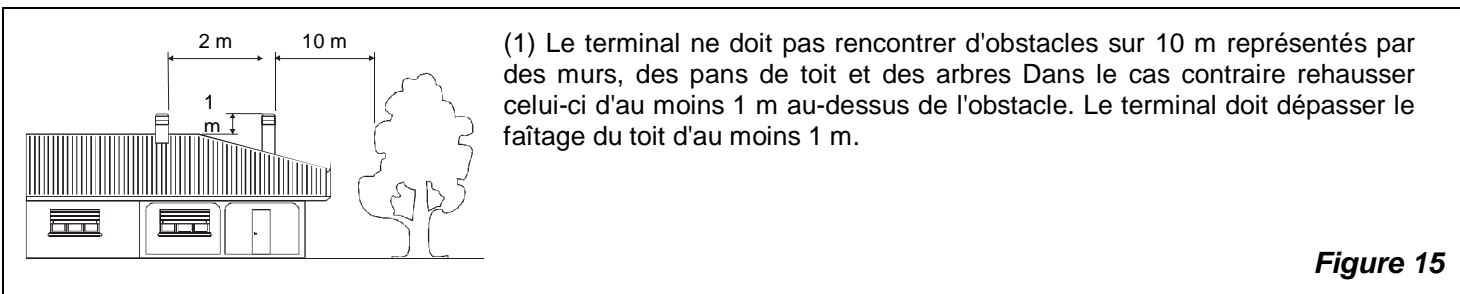 2 m 10 m
1
m
(1) Le terminal ne doit pas rencontrer d'obstacles sur 10 m représentés par
des murs, des pans de toit et des arbres Dans le cas contraire rehausser
celui-ci d'au moins 1 m au-dessus de l'obstacle. Le terminal doit dépasser le
faîtage du toit d'au moins 1 m.
Figure 15